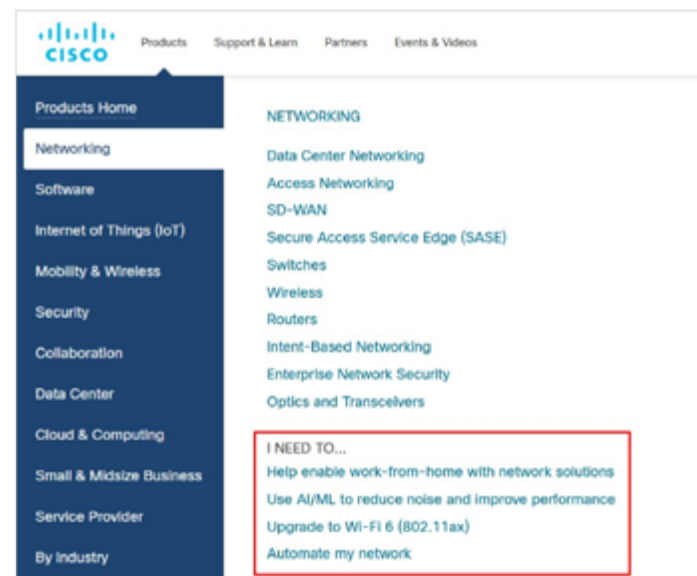 CISCO
Products Support & Learn Partners Events & Videos
Products Home
Networking
Software
Internet of Things (IoT)
Mobility & Wireless
Security
Collaboration
Data Center
Cloud & Computing
Small & Midsize Business
Service Provider
By Industry
NETWORKING
Data Center Networking
Access Networking
SD-WAN
Secure Access Service Edge (SASE)
Switches
Wireless
Routers
Intent-Based Networking
Enterprise Network Security
Optics and Transceivers
I NEED TO...
Help enable work-from-home with network solutions
Use AI/ML to reduce noise and improve performance
Upgrade to Wi-Fi 6 (802.11ax)
Automate my network